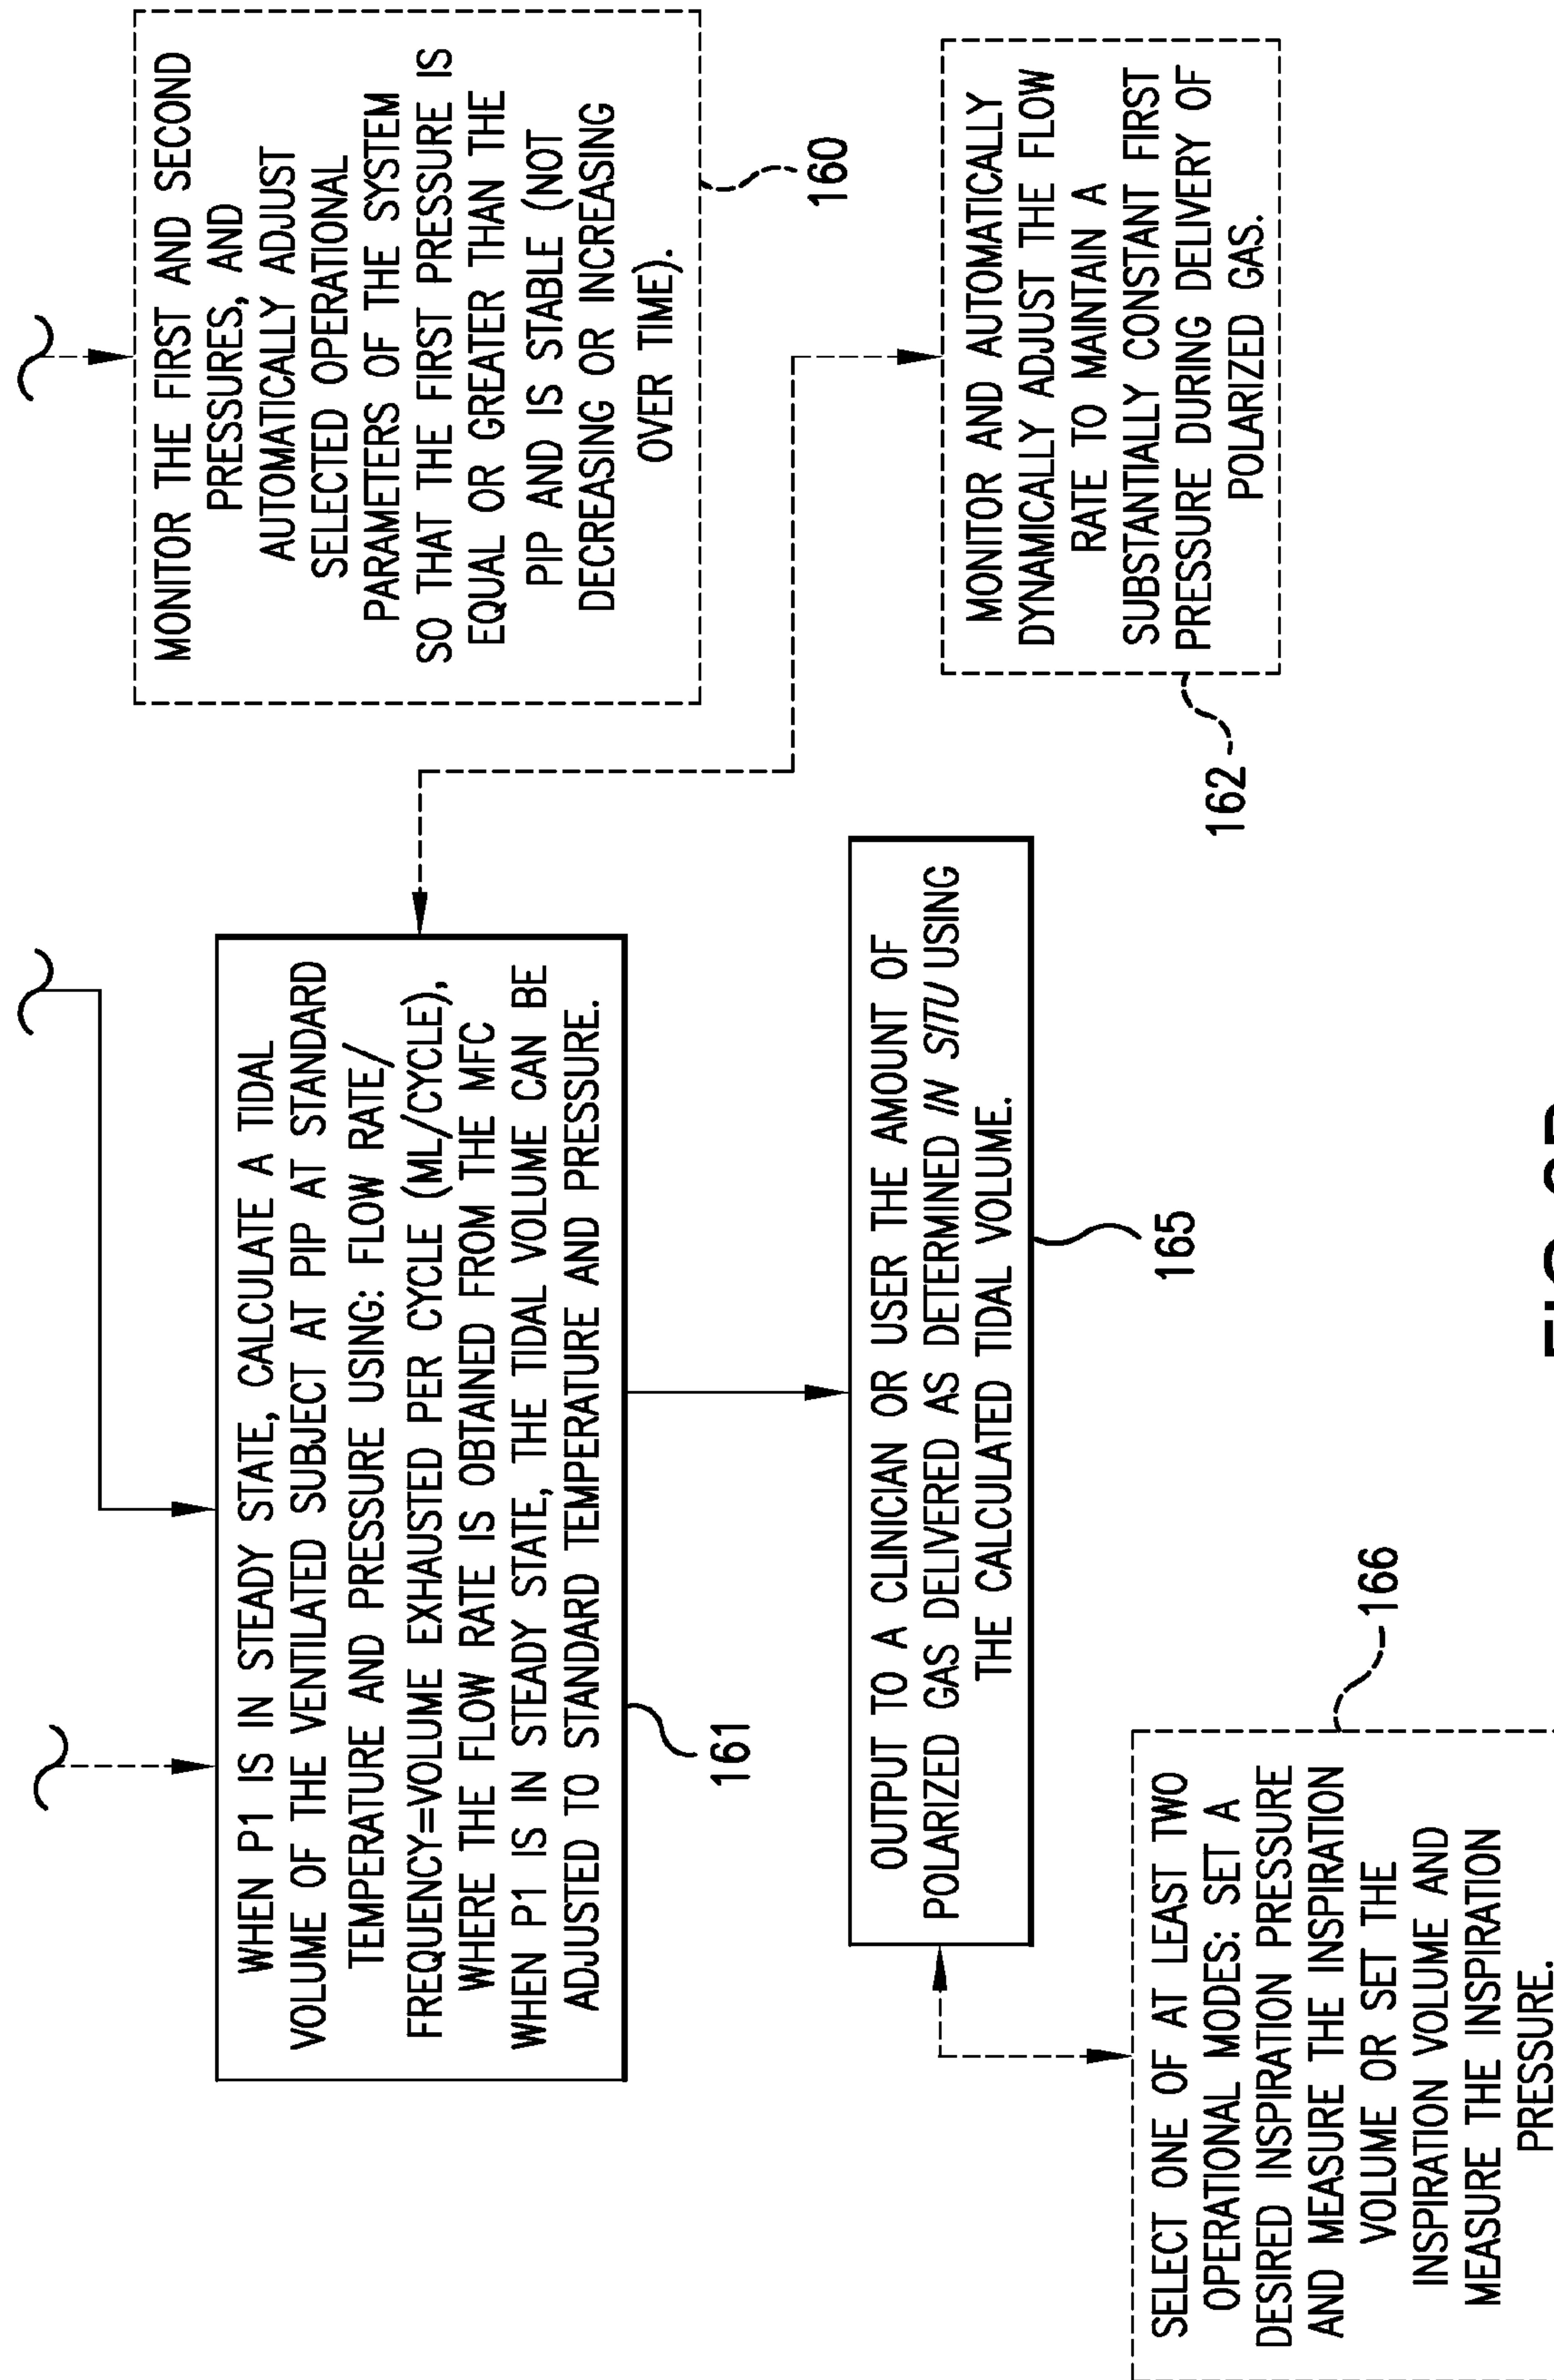 MONITOR THE FIRST AND SECOND
PRESSURES, AND
AUTOMATICALLY ADJUST
SELECTED OPERATIONAL
PARAMETERS OF THE SYSTEM
SO THAT THE FIRST PRESSURE IS
EQUAL OR GREATER THAN THE
PIP AND IS STABLE (NOT
DECREASING OR INCREASING
OVER TIME).
160
WHEN P1 IS IN STEADY STATE, CALCULATE A TIDAL
VOLUME OF THE VENTILATED SUBJECT AT PIP AT STANDARD
TEMPERATURE AND PRESSURE USING: FLOW RATE/
FREQUENCY=VOLUME EXHAUSTED PER CYCLE (ML/CYCLE),
WHERE THE FLOW RATE IS OBTAINED FROM THE MFC
WHEN P1 IS IN STEADY STATE, THE TIDAL VOLUME CAN BE
ADJUSTED TO STANDARD TEMPERATURE AND PRESSURE.
161
MONITOR AND AUTOMATICALLY
DYNAMICALLY ADJUST THE FLOW
RATE TO MAINTAIN A
SUBSTANTIALLY CONSTANT FIRST
PRESSURE DURING DELIVERY OF
POLARIZED GAS.
162
OUTPUT TO A CLINICIAN OR USER THE AMOUNT OF
POLARIZED GAS DELIVERED AS DETERMINED IN SITU USING
THE CALCULATED TIDAL VOLUME.
165
SELECT ONE OF AT LEAST TWO
OPERATIONAL MODES: SET A
DESIRED INSPIRATION PRESSURE
AND MEASURE THE INSPIRATION
VOLUME OR SET THE
INSPIRATION VOLUME AND
MEASURE THE INSPIRATION
PRESSURE.
166